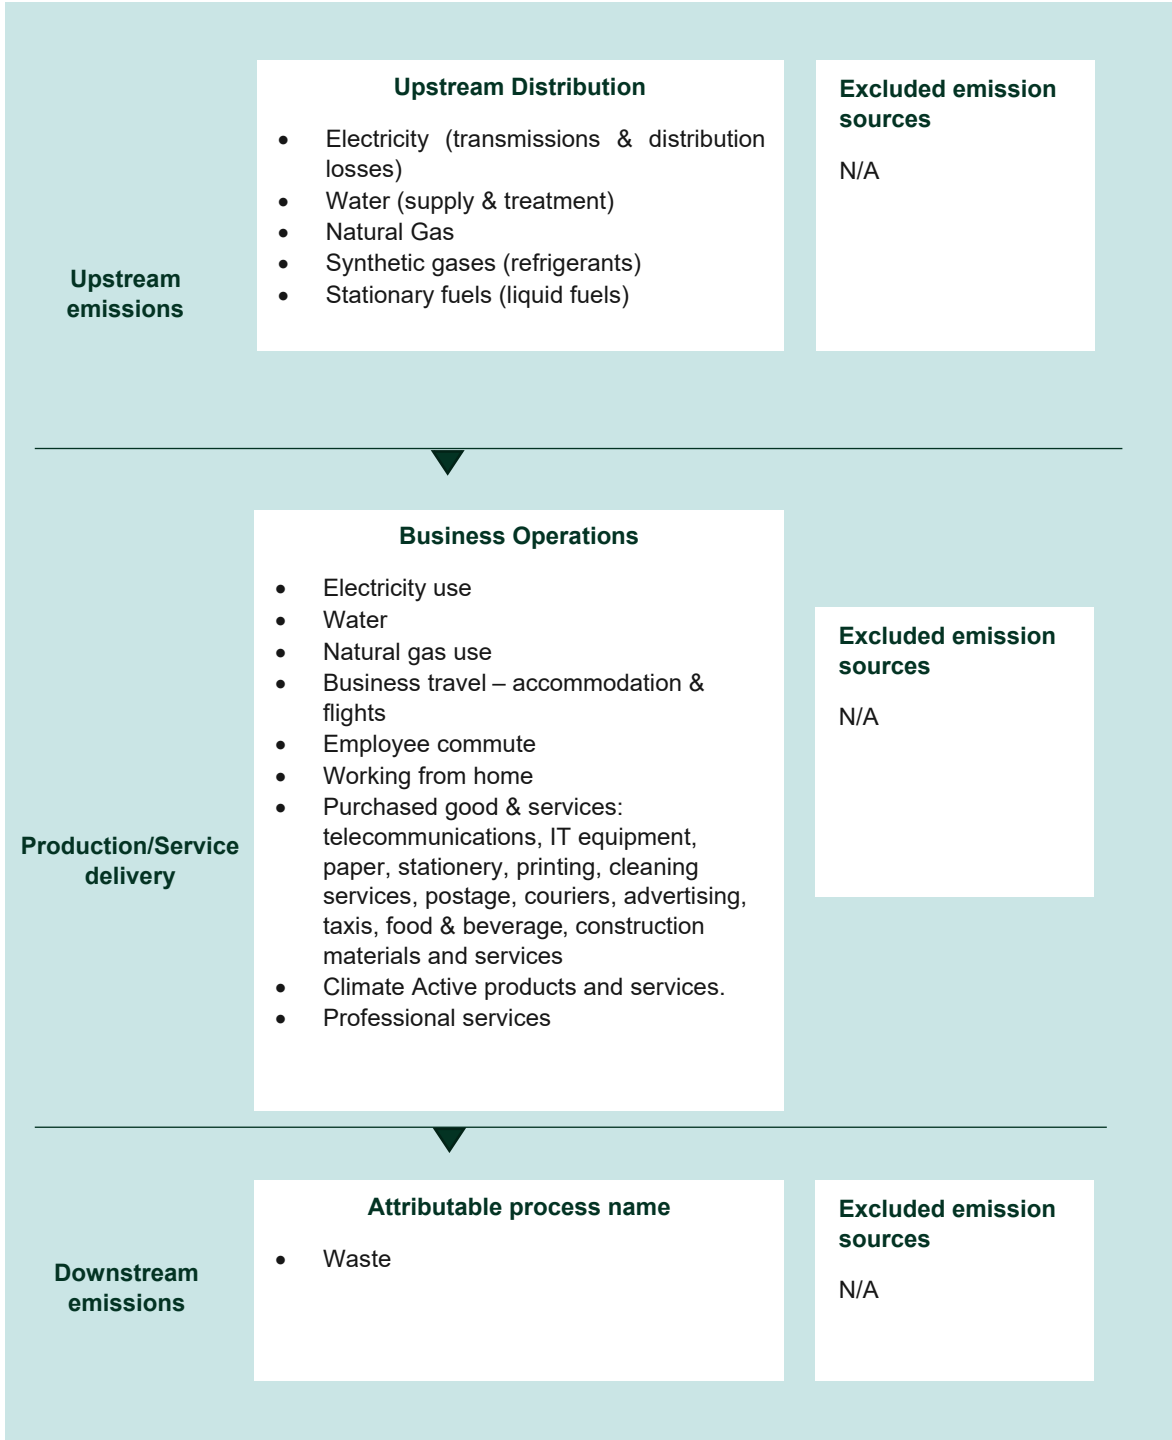 Upstream Distribution
• Electricity (transmissions & distribution
losses)
• Water (supply & treatment)
• Natural Gas
• Synthetic gases (refrigerants)
• Stationary fuels (liquid fuels)
Excluded emission
sources
N/A
Upstream
emissions
Business Operations
• Electricity use
• Water
• Natural gas use
• Business travel – accommodation &
flights
• Employee commute
• Working from home
• Purchased good & services:
telecommunications, IT equipment,
paper, stationery, printing, cleaning
services, postage, couriers, advertising,
taxis, food & beverage, construction
materials and services
• Climate Active products and services.
• Professional services
Excluded emission
sources
N/A
Production/Service
delivery
Attributable process name
• Waste
Excluded emission
sources
N/A
Downstream
emissions